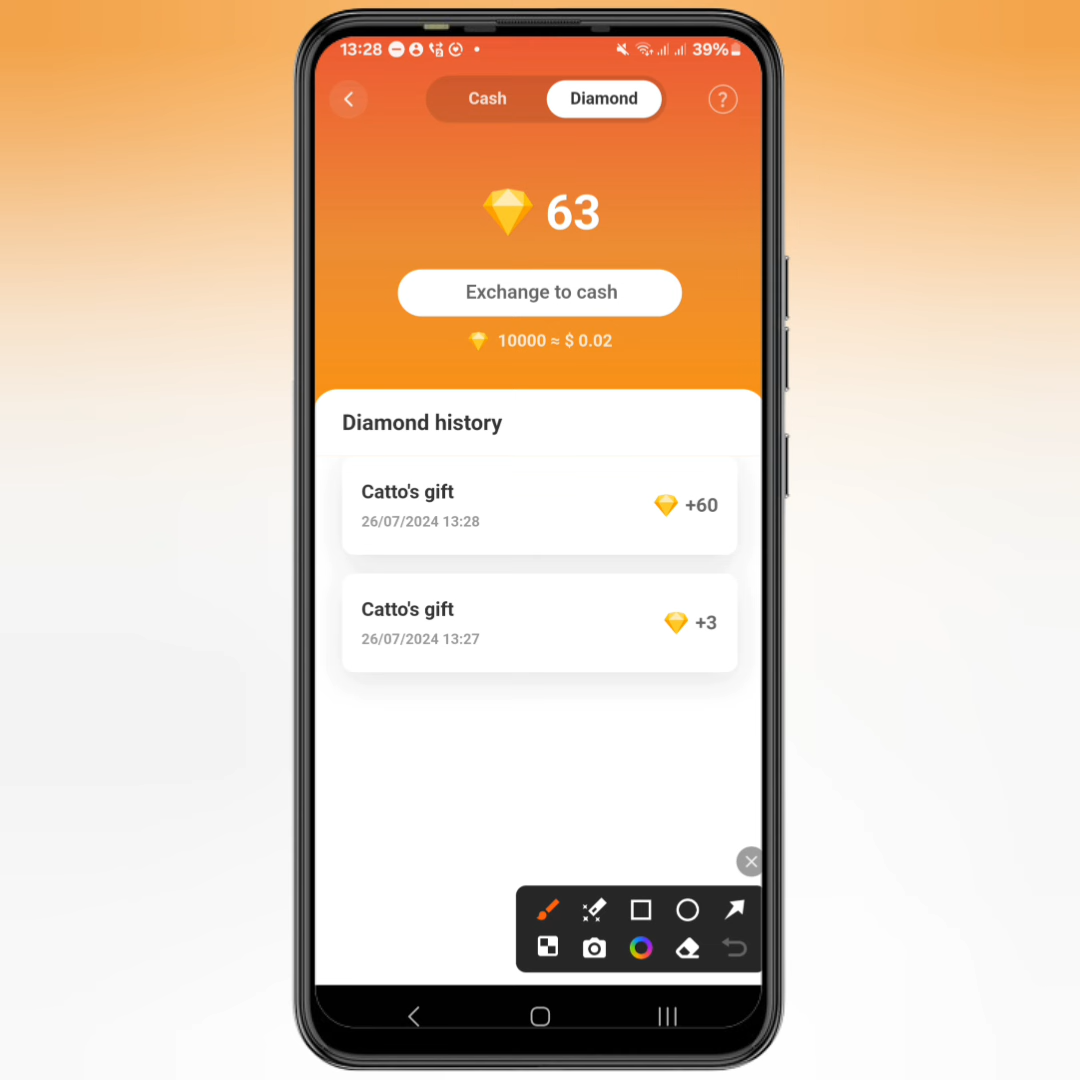 13:28 39%
Cash Diamond ?
63
Exchange to cash
10000 ≈ $ 0.02
Diamond history
Catto's gift
+60
26/07/2024 13:28
Catto's gift
+3
26/07/2024 13:27